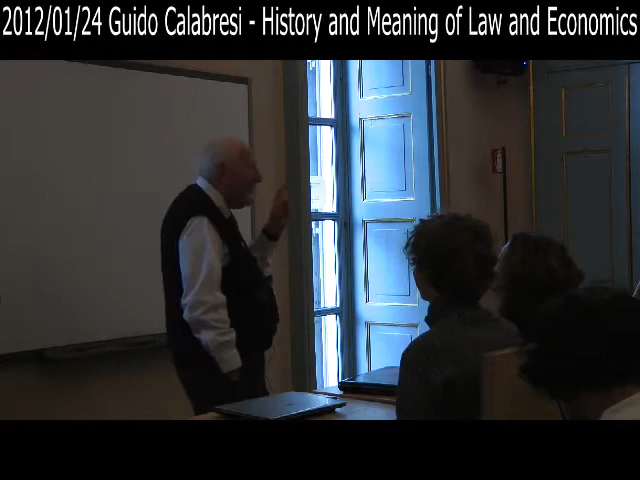 2012/01/24 Guido Calabresi - History and Meaning of Law and Economics